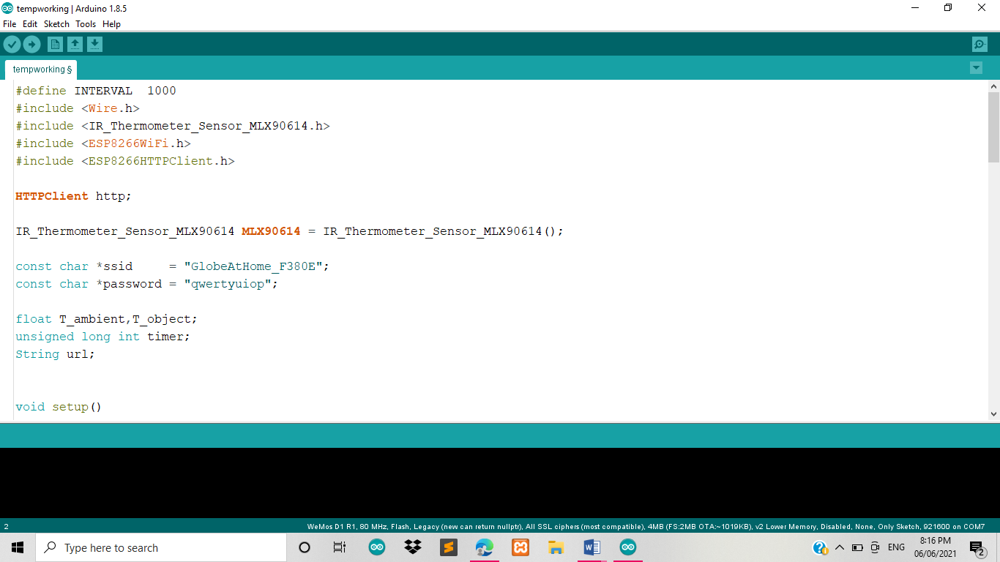 tempworking | Arduino 1.8.5
File Edit Sketch Tools Help
tempworking §
#define INTERVAL  1000
#include <Wire.h>
#include <IR_Thermometer_Sensor_MLX90614.h>
#include <ESP8266WiFi.h>
#include <ESP8266HTTPClient.h>
HTTPClient http;
IR_Thermometer_Sensor_MLX90614 MLX90614 = IR_Thermometer_Sensor_MLX90614();
const char *ssid     = "GlobeAtHome_F380E";
const char *password = "qwertyuiop";
float T_ambient,T_object;
unsigned long int timer;
String url;
void setup()
2 WeMos D1 R1, 80 MHz, Flash, Legacy (new can return nullptr), All SSL ciphers (most compatible), 4MB (FS:2MB OTA:~1019KB), v2 Lower Memory, Disabled, None, Only Sketch, 921600 on COM7
Type here to search
ENG
8:16 PM
06/06/2021
2